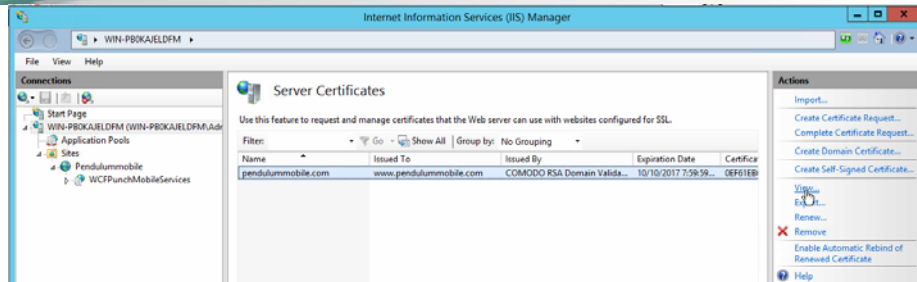 Internet Information Services (IIS) Manager
WIN-PB0KAJELDFM
File View Help
Connections
Start Page
WIN-PB0KAJELDFM (WIN-PB0KAJELDFM\Adr
Application Pools
Sites
Pendulummobile
WCFPunchMobileServices
Server Certificates
Use this feature to request and manage certificates that the Web server can use with websites configured for SSL.
Filter: Go Show All Group by: No Grouping
Name Issued To Issued By Expiration Date Certifica
pendulummobile.com www.pendulummobile.com COMODO RSA Domain Valida... 10/10/2017 7:59:59... 0EF61EB
Actions
Import...
Create Certificate Request...
Complete Certificate Request...
Create Domain Certificate...
Create Self-Signed Certificate...
View...
Export...
Renew...
Remove
Enable Automatic Rebind of
Renewed Certificate
Help